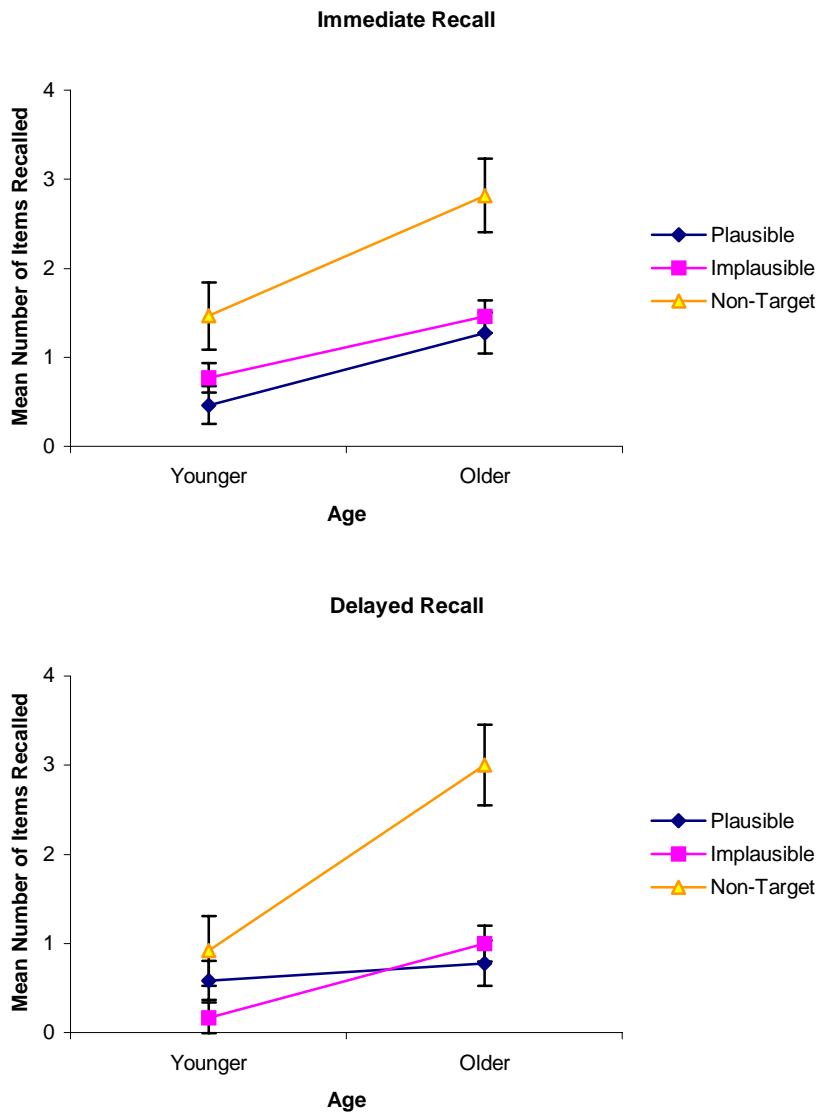 Immediate Recall
Mean Number of Items Recalled
4
3
2
1
0
Younger
Older
Age
Plausible
Implausible
Non-Target
Delayed Recall
Mean Number of Items Recalled
4
3
2
1
0
Younger
Older
Age
Plausible
Implausible
Non-Target